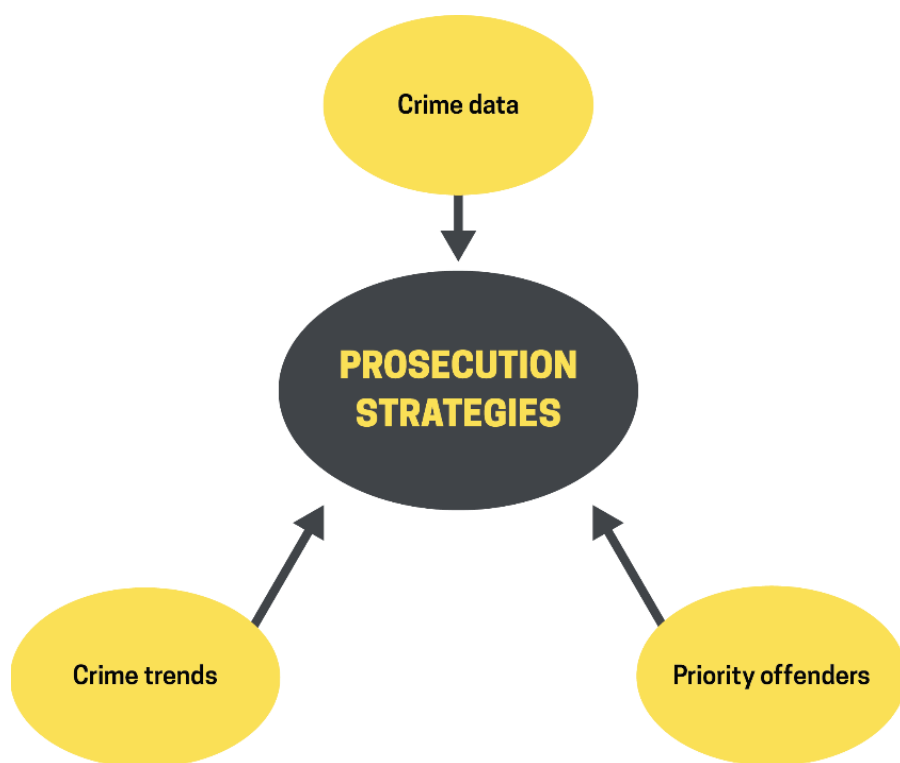 Crime data
PROSECUTION
STRATEGIES
Crime trends
Priority offenders